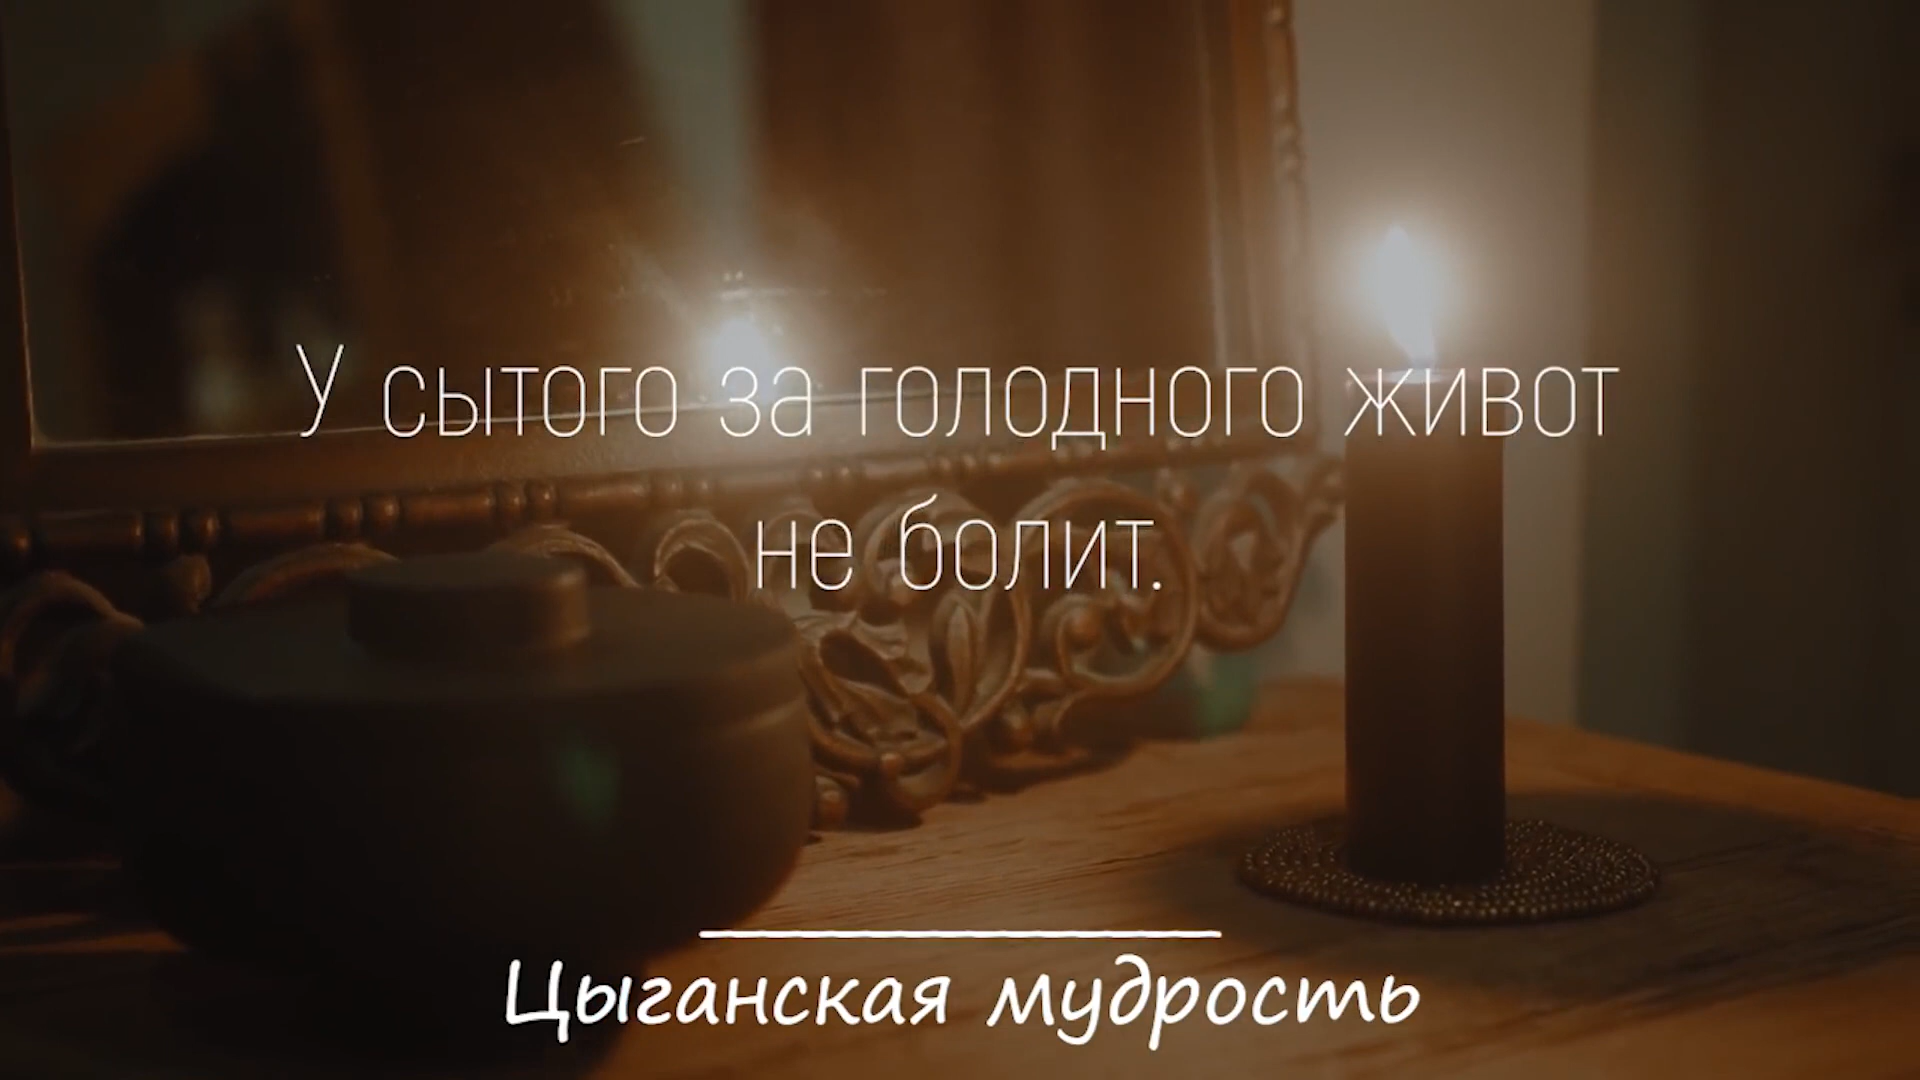 У сытого за голодного живот
не болит.
Цыганская мудрость